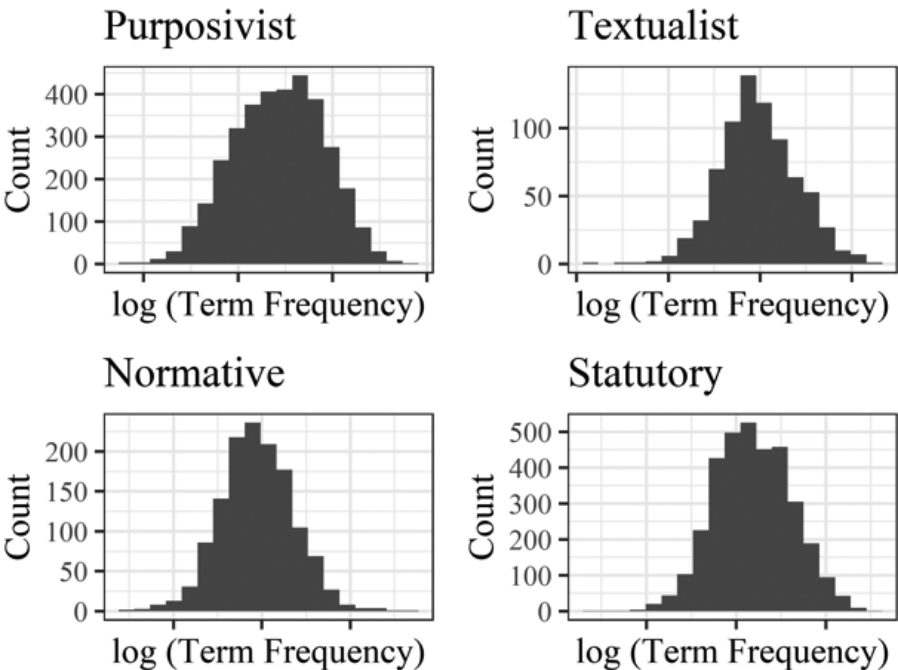 Purposivist
Count
400
300
200
100
0
log (Term Frequency)
Textualist
Count
100
50
0
log (Term Frequency)
Normative
Count
200
150
100
50
0
log (Term Frequency)
Statutory
Count
500
400
300
200
100
0
log (Term Frequency)